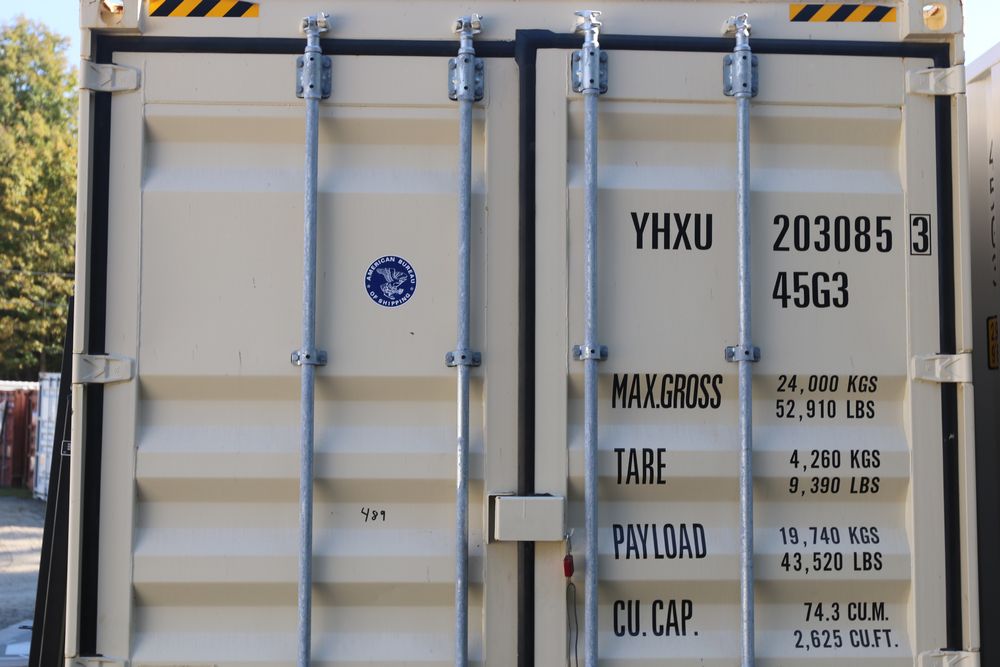 AMERICAN BUREAU
OF SHIPPING
YHXU 203085 3
45G3
MAX.GROSS 24,000 KGS
52,910 LBS
TARE 4,260 KGS
9,390 LBS
489
PAYLOAD 19,740 KGS
43,520 LBS
CU. CAP. 74.3 CU.M.
2,625 CU.FT.